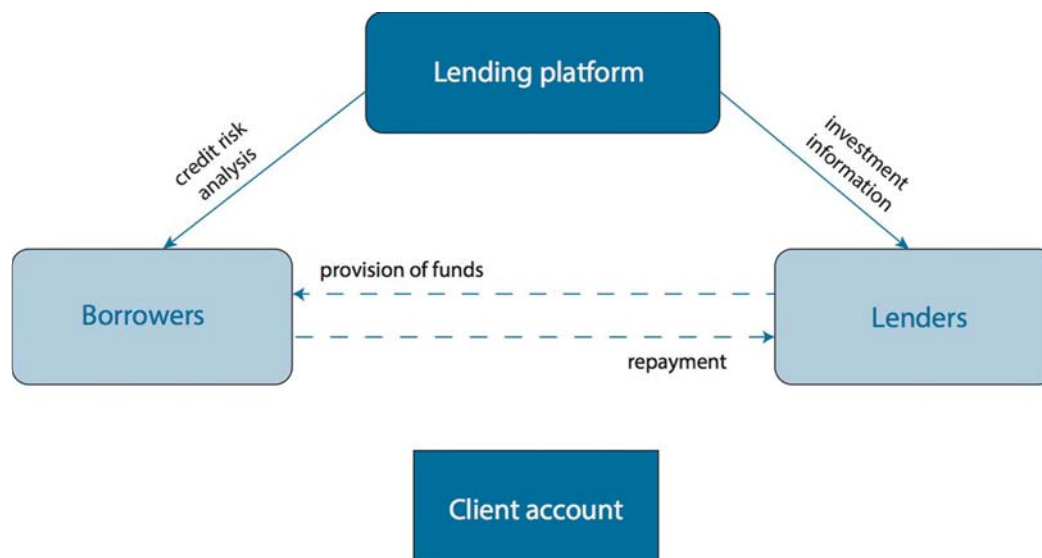 Lending platform
credit risk
analysis
investment
information
provision of funds
Borrowers
Lenders
repayment
Client account